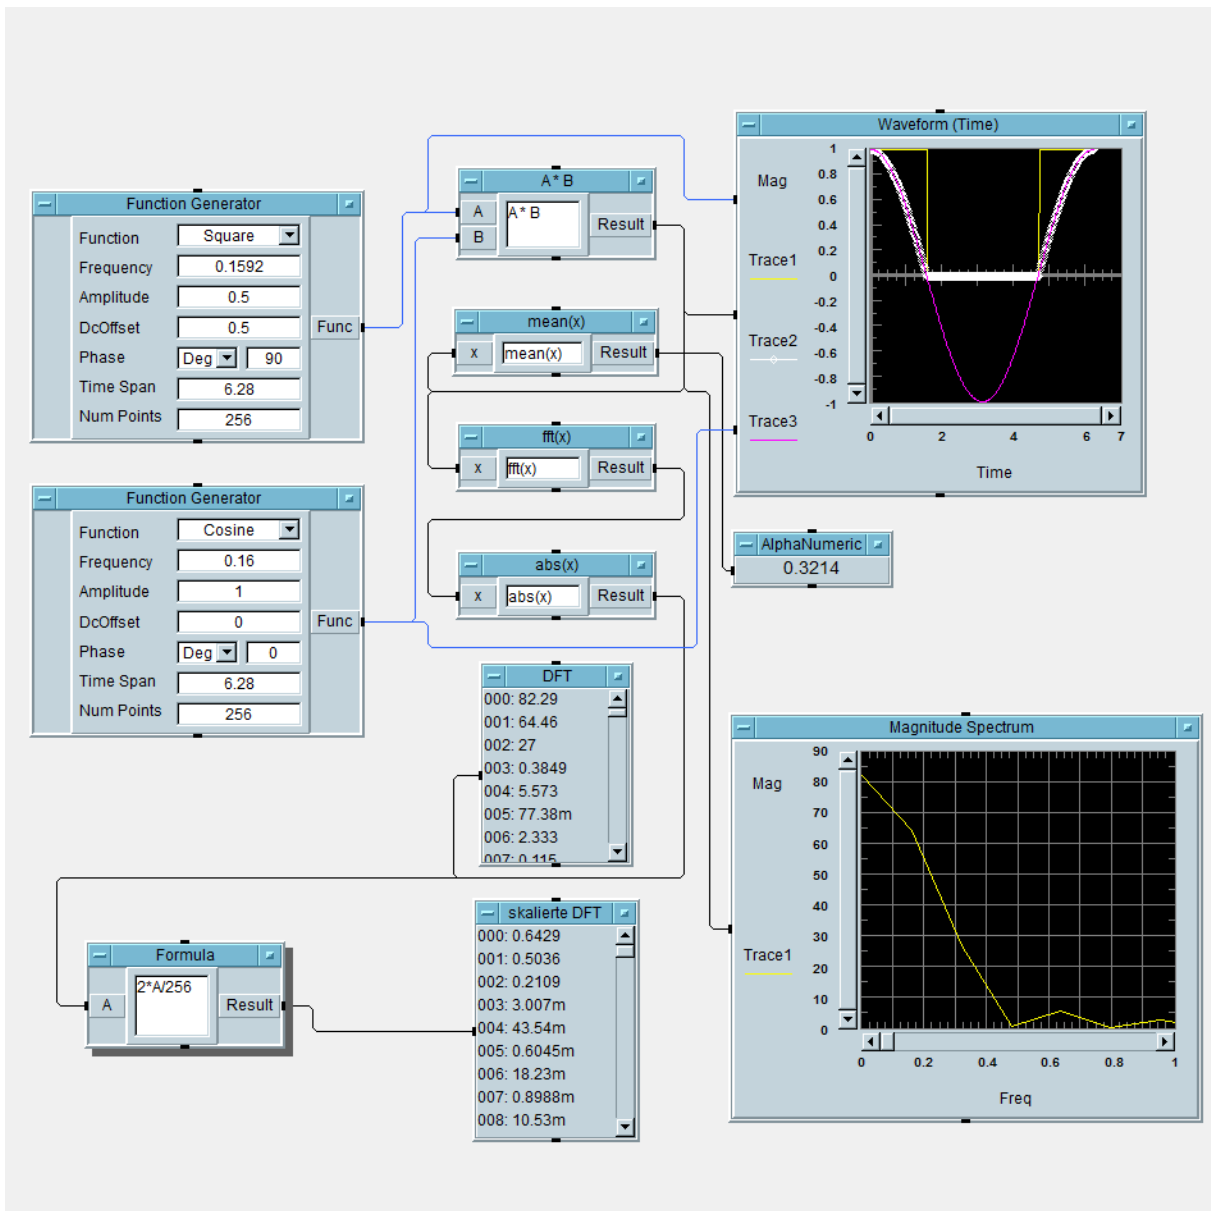 Function Generator
Function
Square
Frequency
0.1592
Amplitude
0.5
DcOffset
0.5
Func
Phase
Deg
90
Time Span
6.28
Num Points
256
Function Generator
Function
Cosine
Frequency
0.16
Amplitude
1
DcOffset
0
Func
Phase
Deg
0
Time Span
6.28
Num Points
256
A * B
A
B
A* B
Result
mean(x)
x
mean(x)
Result
fft(x)
x
fft(x)
Result
abs(x)
x
abs(x)
Result
Waveform (Time)
Mag
Trace1
Trace2
Trace3
1
0.8
0.6
0.4
0.2
0
-0.2
-0.4
-0.6
-0.8
-1
0 2 4 6 7
Time
AlphaNumeric
0.3214
DFT
000: 82.29
001: 64.46
002: 27
003: 0.3849
004: 5.573
005: 77.38m
006: 2.333
007: 0.115
Formula
A
2*A/256
Result
skalierte DFT
000: 0.6429
001: 0.5036
002: 0.2109
003: 3.007m
004: 43.54m
005: 0.6045m
006: 18.23m
007: 0.8988m
008: 10.53m
Magnitude Spectrum
Mag
Trace1
90
80
70
60
50
40
30
20
10
0
0 0.2 0.4 0.6 0.8 1
Freq